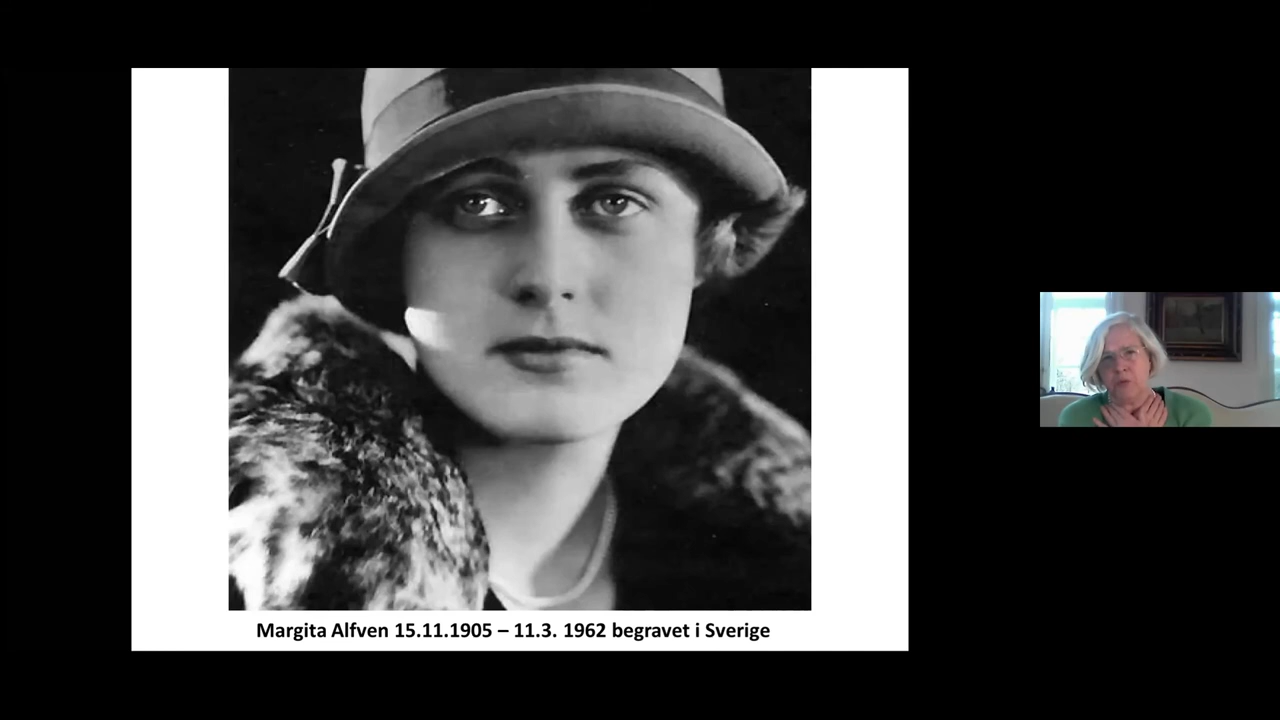 Margita Alfven 15.11.1905 – 11.3. 1962 begravet i Sverige